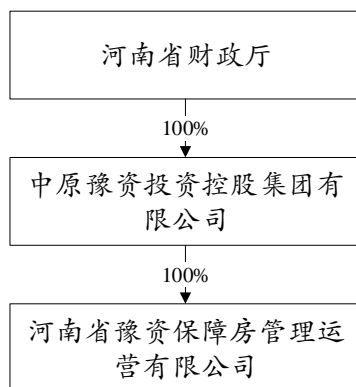 河南省财政厅
100%
中原豫资投资控股集团有
限公司
100%
河南省豫资保障房管理运
营有限公司